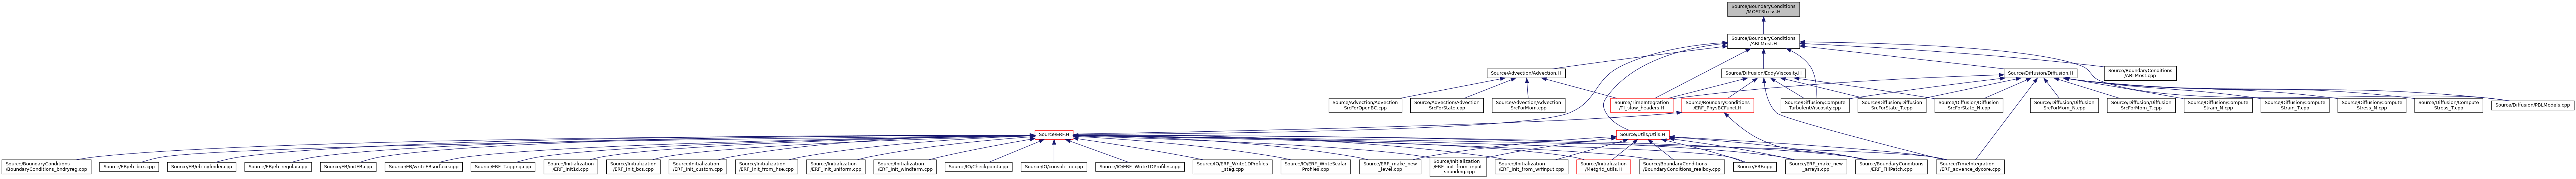 Source/BoundaryConditions
/MOSTStress.H
Source/BoundaryConditions
/ABLMost.H
Source/Advection/Advection.H
Source/Diffusion/EddyViscosity.H
Source/Diffusion/Diffusion.H
Source/BoundaryConditions
/ABLMost.cpp
Source/Advection/Advection
SrcForOpenBC.cpp
Source/Advection/Advection
SrcForState.cpp
Source/Advection/Advection
SrcForMom.cpp
Source/TimeIntegration
/TI_slow_headers.H
Source/BoundaryConditions
/ERF_PhysBCFunct.H
Source/Diffusion/Compute
TurbulentViscosity.cpp
Source/Diffusion/Diffusion
SrcForState_T.cpp
Source/Diffusion/Diffusion
SrcForState_N.cpp
Source/Diffusion/Diffusion
SrcForMom_N.cpp
Source/Diffusion/Diffusion
SrcForMom_T.cpp
Source/Diffusion/Compute
Strain_N.cpp
Source/Diffusion/Compute
Strain_T.cpp
Source/Diffusion/Compute
Stress_N.cpp
Source/Diffusion/Compute
Stress_T.cpp
Source/Diffusion/PBLModels.cpp
Source/ERF.H
Source/Utils/Utils.H
Source/BoundaryConditions
/BoundaryConditions_bndryreg.cpp
Source/EB/eb_box.cpp
Source/EB/eb_cylinder.cpp
Source/EB/eb_regular.cpp
Source/EB/initEB.cpp
Source/EB/writeEBsurface.cpp
Source/ERF_Tagging.cpp
Source/Initialization
/ERF_init1d.cpp
Source/Initialization
/ERF_init_bcs.cpp
Source/Initialization
/ERF_init_custom.cpp
Source/Initialization
/ERF_init_from_hse.cpp
Source/Initialization
/ERF_init_uniform.cpp
Source/Initialization
/ERF_init_windfarm.cpp
Source/IO/Checkpoint.cpp
Source/IO/console_io.cpp
Source/IO/ERF_Write1DProfiles.cpp
Source/IO/ERF_Write1DProfiles
_stag.cpp
Source/IO/ERF_WriteScalar
Profiles.cpp
Source/ERF_make_new
_level.cpp
Source/Initialization
/ERF_init_from_input
_sounding.cpp
Source/Initialization
/ERF_init_from_wrfinput.cpp
Source/Initialization
/Metgrid_utils.H
Source/BoundaryConditions
/BoundaryConditions_realbdy.cpp
Source/ERF.cpp
Source/ERF_make_new
_arrays.cpp
Source/BoundaryConditions
/ERF_FillPatch.cpp
Source/TimeIntegration
/ERF_advance_dycore.cpp